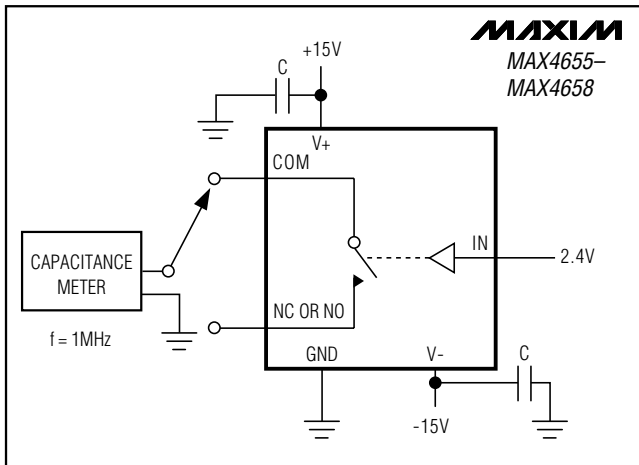 MAXIM
MAX4655–
MAX4658
+15V
C
V+
COM
IN
2.4V
CAPACITANCE
METER
NC OR NO
f = 1MHz
GND
V-
C
-15V